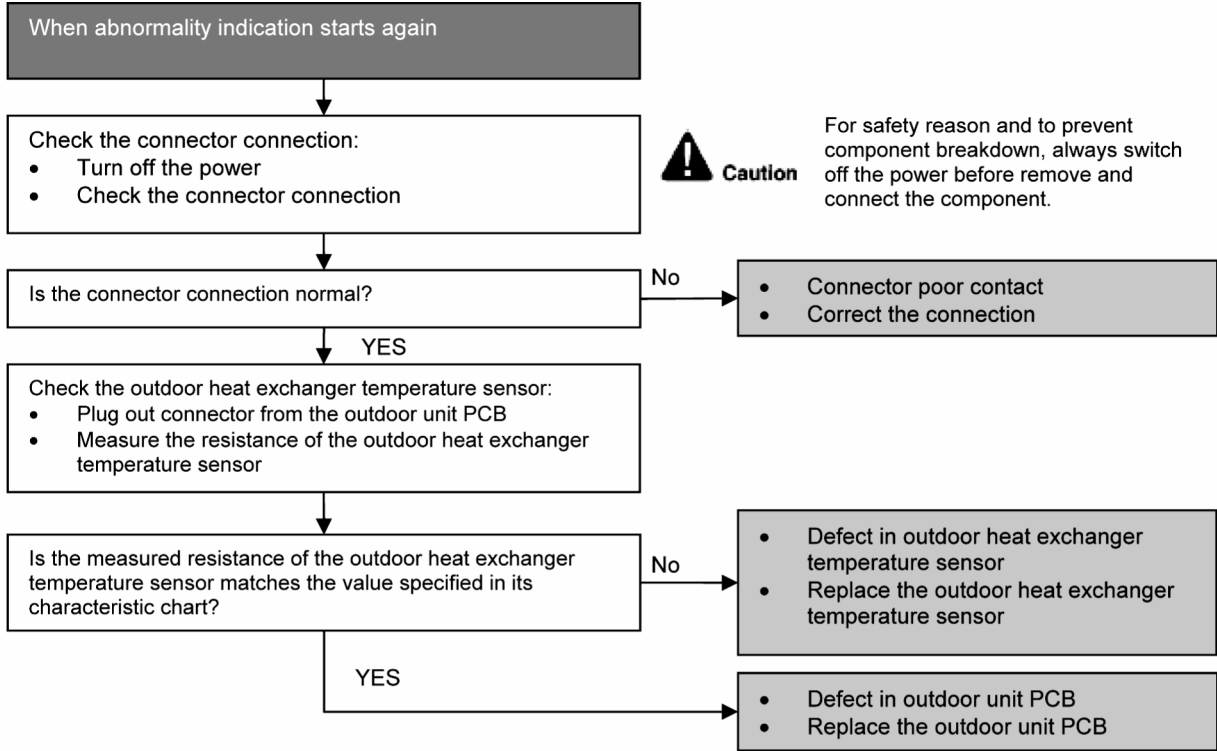 When abnormality indication starts again
Check the connector connection:
• Turn off the power
• Check the connector connection
Caution
For safety reason and to prevent
component breakdown, always switch
off the power before remove and
connect the component.
Is the connector connection normal?
No
• Connector poor contact
• Correct the connection
YES
Check the outdoor heat exchanger temperature sensor:
• Plug out connector from the outdoor unit PCB
• Measure the resistance of the outdoor heat exchanger
temperature sensor
Is the measured resistance of the outdoor heat exchanger
temperature sensor matches the value specified in its
characteristic chart?
No
• Defect in outdoor heat exchanger
temperature sensor
• Replace the outdoor heat exchanger
temperature sensor
YES
• Defect in outdoor unit PCB
• Replace the outdoor unit PCB